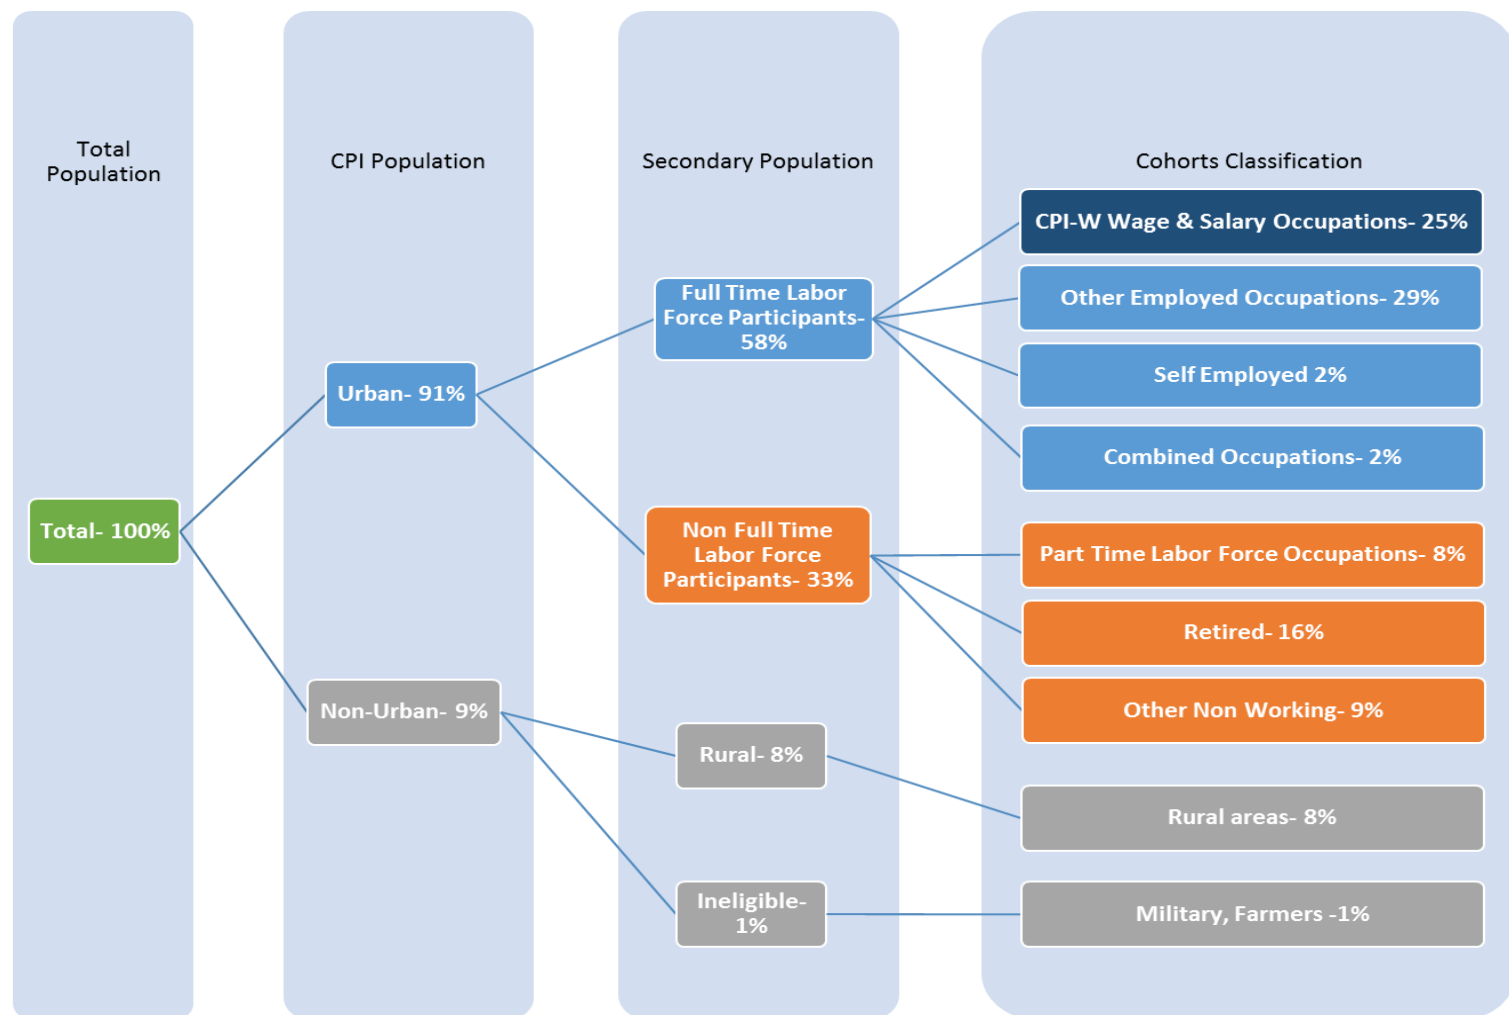 Total
Population
CPI Population
Secondary Population
Cohorts Classification
Total- 100%
Urban- 91%
Non-Urban- 9%
Full Time Labor
Force Participants-
58%
Non Full Time
Labor Force
Participants- 33%
Rural- 8%
Ineligible-
1%
CPI-W Wage & Salary Occupations- 25%
Other Employed Occupations- 29%
Self Employed 2%
Combined Occupations- 2%
Part Time Labor Force Occupations- 8%
Retired- 16%
Other Non Working- 9%
Rural areas- 8%
Military, Farmers -1%